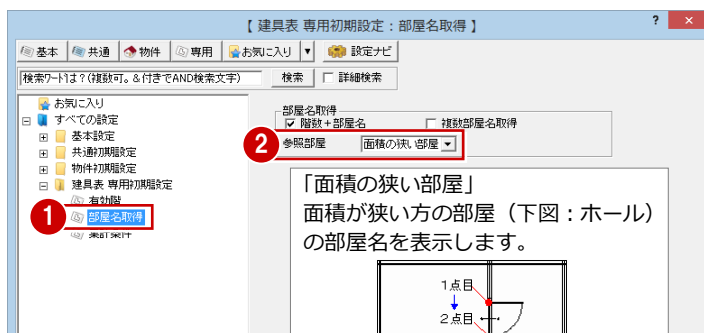 【 建具表 専用初期設定：部屋名取得 】
? ×
基本 共通 物件 専用 お気に入り ▼ 設定ナビ
検索ワードは？(複数可。＆付きでAND検索文字) 検索 詳細検索
お気に入り
すべての設定
基本設定
共通初期設定
物件初期設定
建具表 専用初期設定
有効階
1 部屋名取得
集計条件
部屋名取得
階数＋部屋名 複数部屋名取得
2 参照部屋 面積の狭い部屋
「面積の狭い部屋」
面積が狭い方の部屋（下図：ホール）
の部屋名を表示します。
1点目
2点目